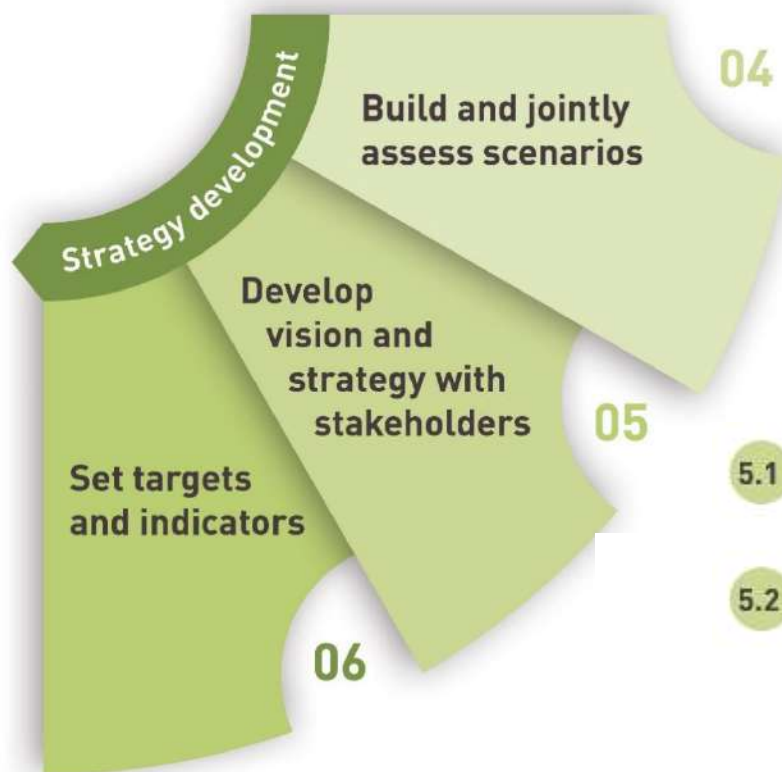 Strategy development
04
Build and jointly
assess scenarios
Develop
vision and
strategy with
stakeholders
05
5.1
5.2
Set targets
and indicators
06